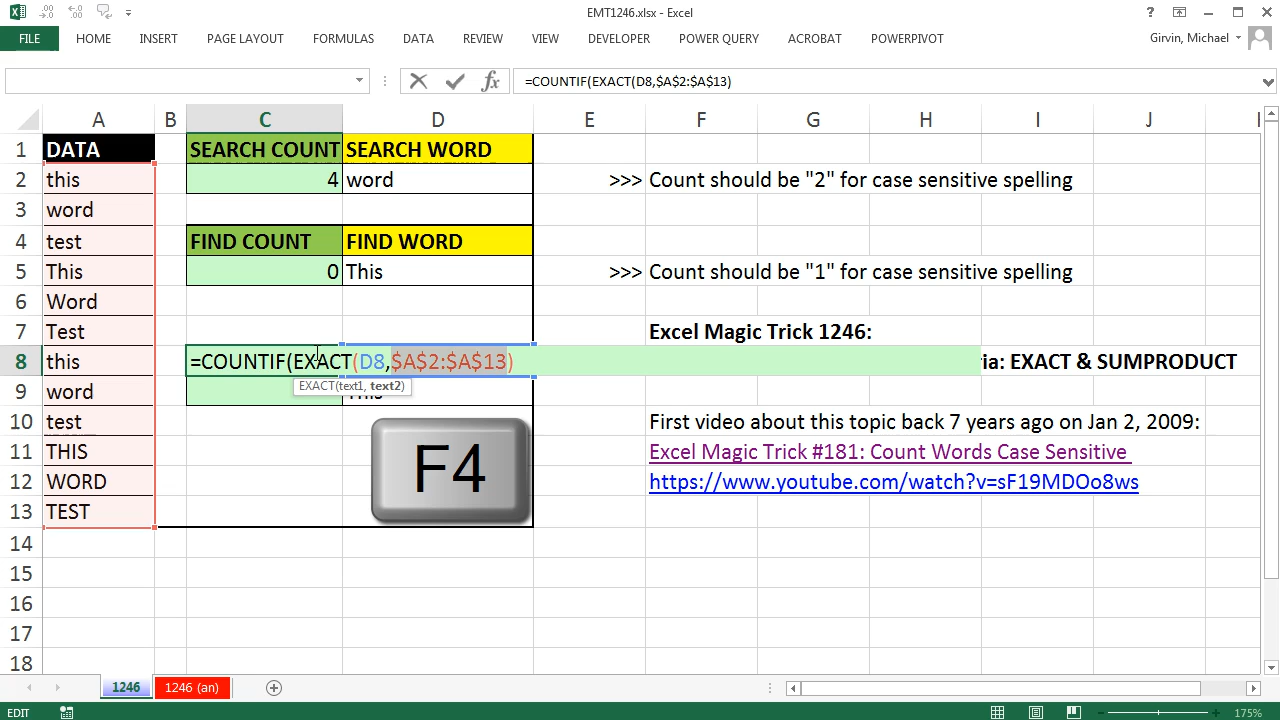 EMT1246.xlsx - Excel
?
FILE HOME INSERT PAGE LAYOUT FORMULAS DATA REVIEW VIEW DEVELOPER POWER QUERY ACROBAT POWERPIVOT Girvin, Michael
fx =COUNTIF(EXACT(D8,$A$2:$A$13)
A B C D E F G H I J
1 DATA SEARCH COUNT SEARCH WORD
2 this 4 word >>> Count should be "2" for case sensitive spelling
3 word
4 test FIND COUNT FIND WORD
5 This 0 This >>> Count should be "1" for case sensitive spelling
6 Word
7 Test Excel Magic Trick 1246:
8 this =COUNTIF(EXACT(D8,$A$2:$A$13) ia: EXACT & SUMPRODUCT
EXACT(text1, text2)
9 word This
10 test First video about this topic back 7 years ago on Jan 2, 2009:
11 THIS Excel Magic Trick #181: Count Words Case Sensitive
12 WORD https://www.youtube.com/watch?v=sF19MDOo8ws
13 TEST
F4
14
15
16
17
18
1246 1246 (an)
EDIT 175%